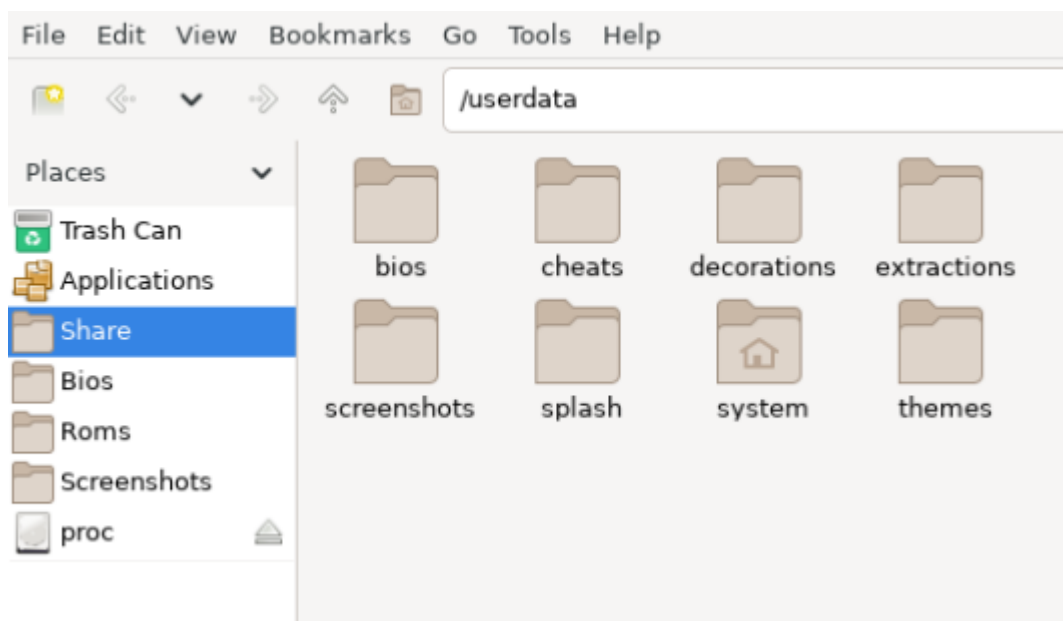 File Edit View Bookmarks Go Tools Help
/userdata
Places
Trash Can
Applications
Share
Bios
Roms
Screenshots
proc
bios cheats decorations extractions
screenshots splash system themes